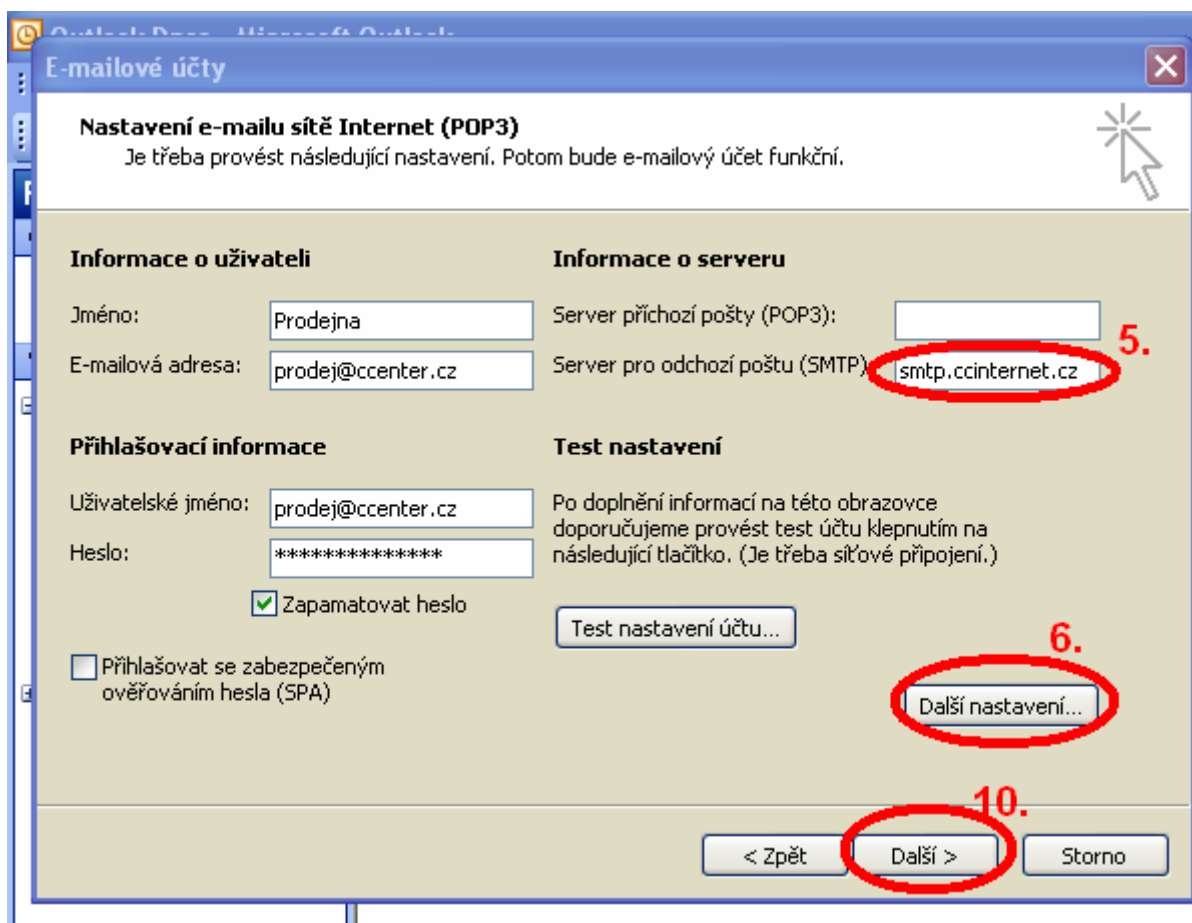 E-mailové účty
Nastavení e-mailu sítě Internet (POP3)
Je třeba provést následující nastavení. Potom bude e-mailový účet funkční.
Informace o uživateli
Jméno: Prodejna
E-mailová adresa: prodej@ccenter.cz
Informace o serveru
Server příchozí pošty (POP3):
Server pro odchozí poštu (SMTP) smtp.ccinternet.cz
5.
Přihlašovací informace
Uživatelské jméno: prodej@ccenter.cz
Heslo: **************
Zapamatovat heslo
Přihlašovat se zabezpečeným
ověřováním hesla (SPA)
Test nastavení
Po doplnění informací na této obrazovce
doporučujeme provést test účtu klepnutím na
následující tlačítko. (Je třeba síťové připojení.)
Test nastavení účtu...
6.
Další nastavení...
10.
< Zpět
Další >
Storno